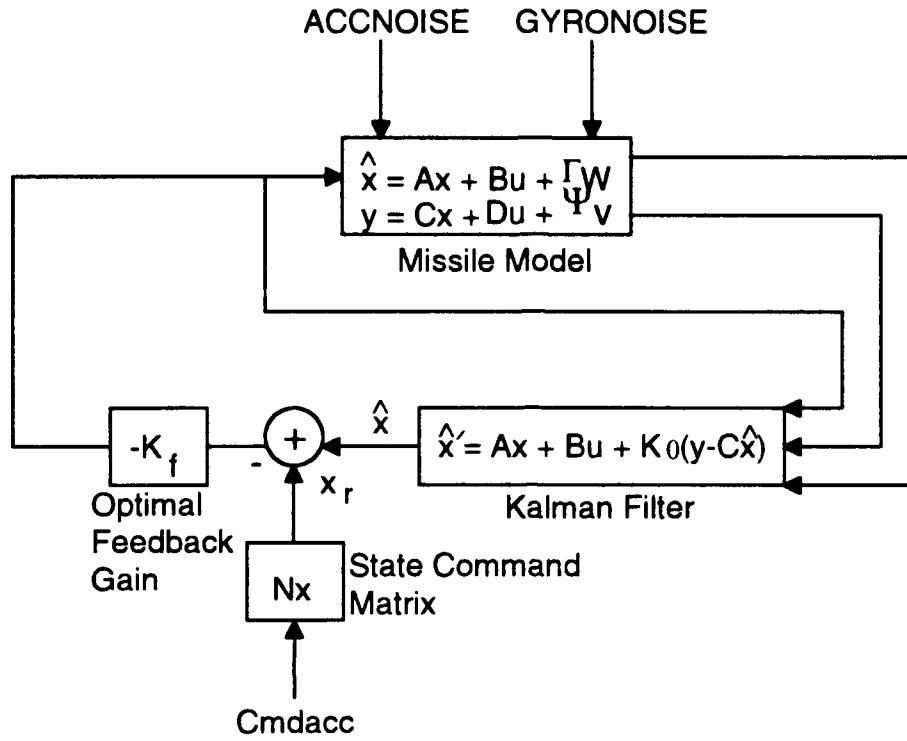 ACCNOISE GYRONOISE
x̂ = Ax + Bu + ΓW
y = Cx + Du + Ψv
Missile Model
-K_f
Optimal
Feedback
Gain
-
+
x̂
x_r
x̂′= Ax + Bu + K0(y-Cx̂)
Kalman Filter
Nx
State Command
Matrix
Cmdacc